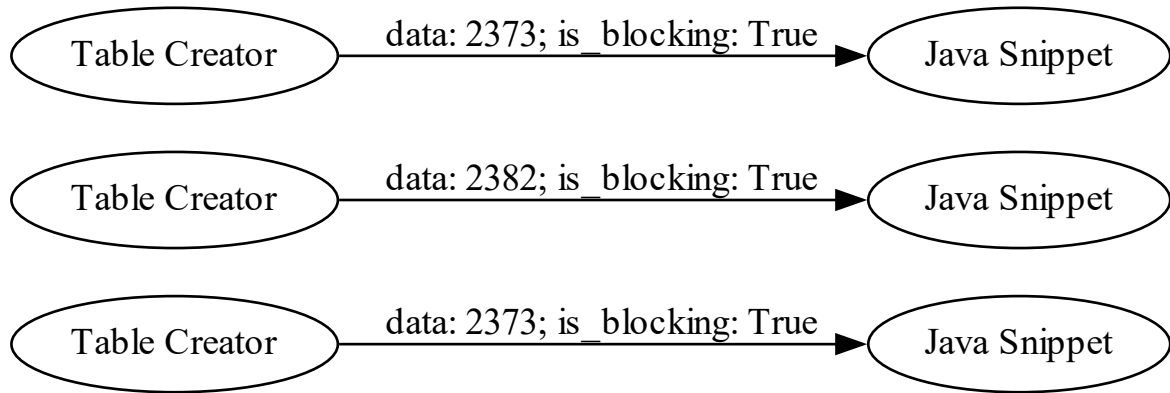 Table Creator data: 2373; is_blocking: True Java Snippet
Table Creator data: 2382; is_blocking: True Java Snippet
Table Creator data: 2373; is_blocking: True Java Snippet